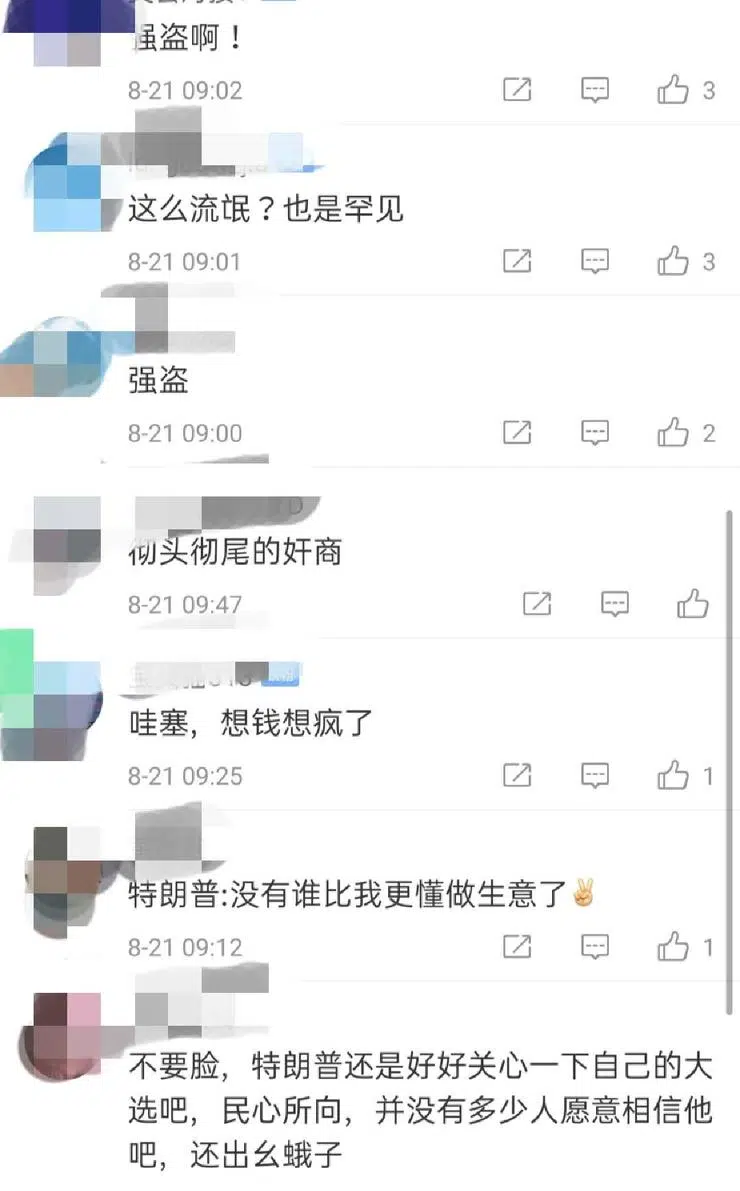 强盗啊！
8-21 09:02
3
这么流氓？也是罕见
8-21 09:01
3
强盗
8-21 09:00
2
彻头彻尾的奸商
8-21 09:47
哇塞，想钱想疯了
8-21 09:25
1
特朗普:没有谁比我更懂做生意了✌
8-21 09:12
1
不要脸，特朗普还是好好关心一下自己的大
选吧，民心所向，并没有多少人愿意相信他
吧，还出幺蛾子